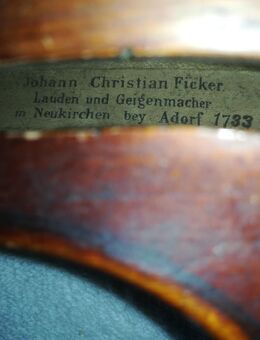 Johann Christian Ficker
Lauden und Geigenmacher
in Neukirchen bey Adorf 1733